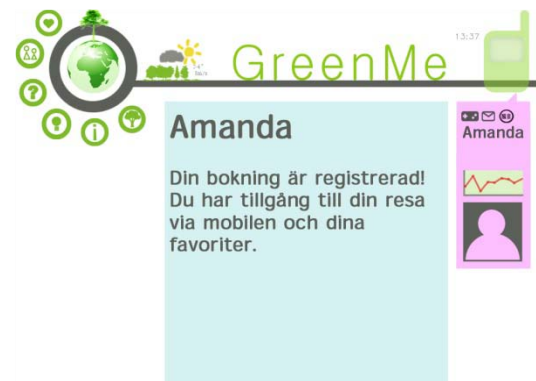 13:37
GreenMe
Amanda
Din bokning är registrerad!
Du har tillgång till din resa
via mobilen och dina
favoriter.
Amanda